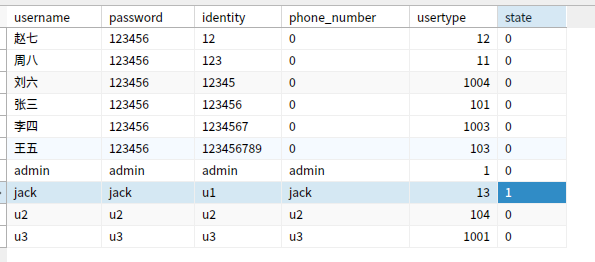 username password identity phone_number usertype state
赵七 123456 12 0 12 0
周八 123456 123 0 11 0
刘六 123456 12345 0 1004 0
张三 123456 123456 0 101 0
李四 123456 1234567 0 1003 0
王五 123456 123456789 0 103 0
admin admin admin admin 1 0
jack jack u1 jack 13 1
u2 u2 u2 u2 104 0
u3 u3 u3 u3 1001 0